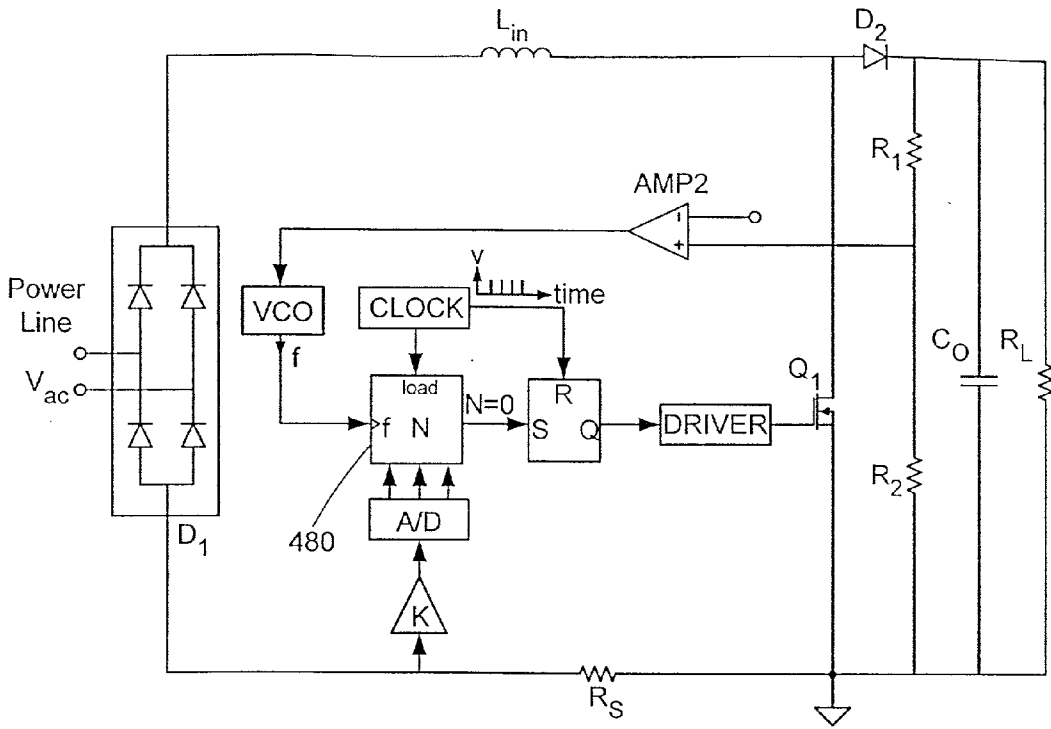 L_in
D_2
R_1
AMP2
-
+
V
time
Power
Line
V_ac
VCO
CLOCK
f
load
f N
N=0
R
S Q
DRIVER
Q_1
C_O
R_L
R_2
A/D
480
D_1
K
R_S